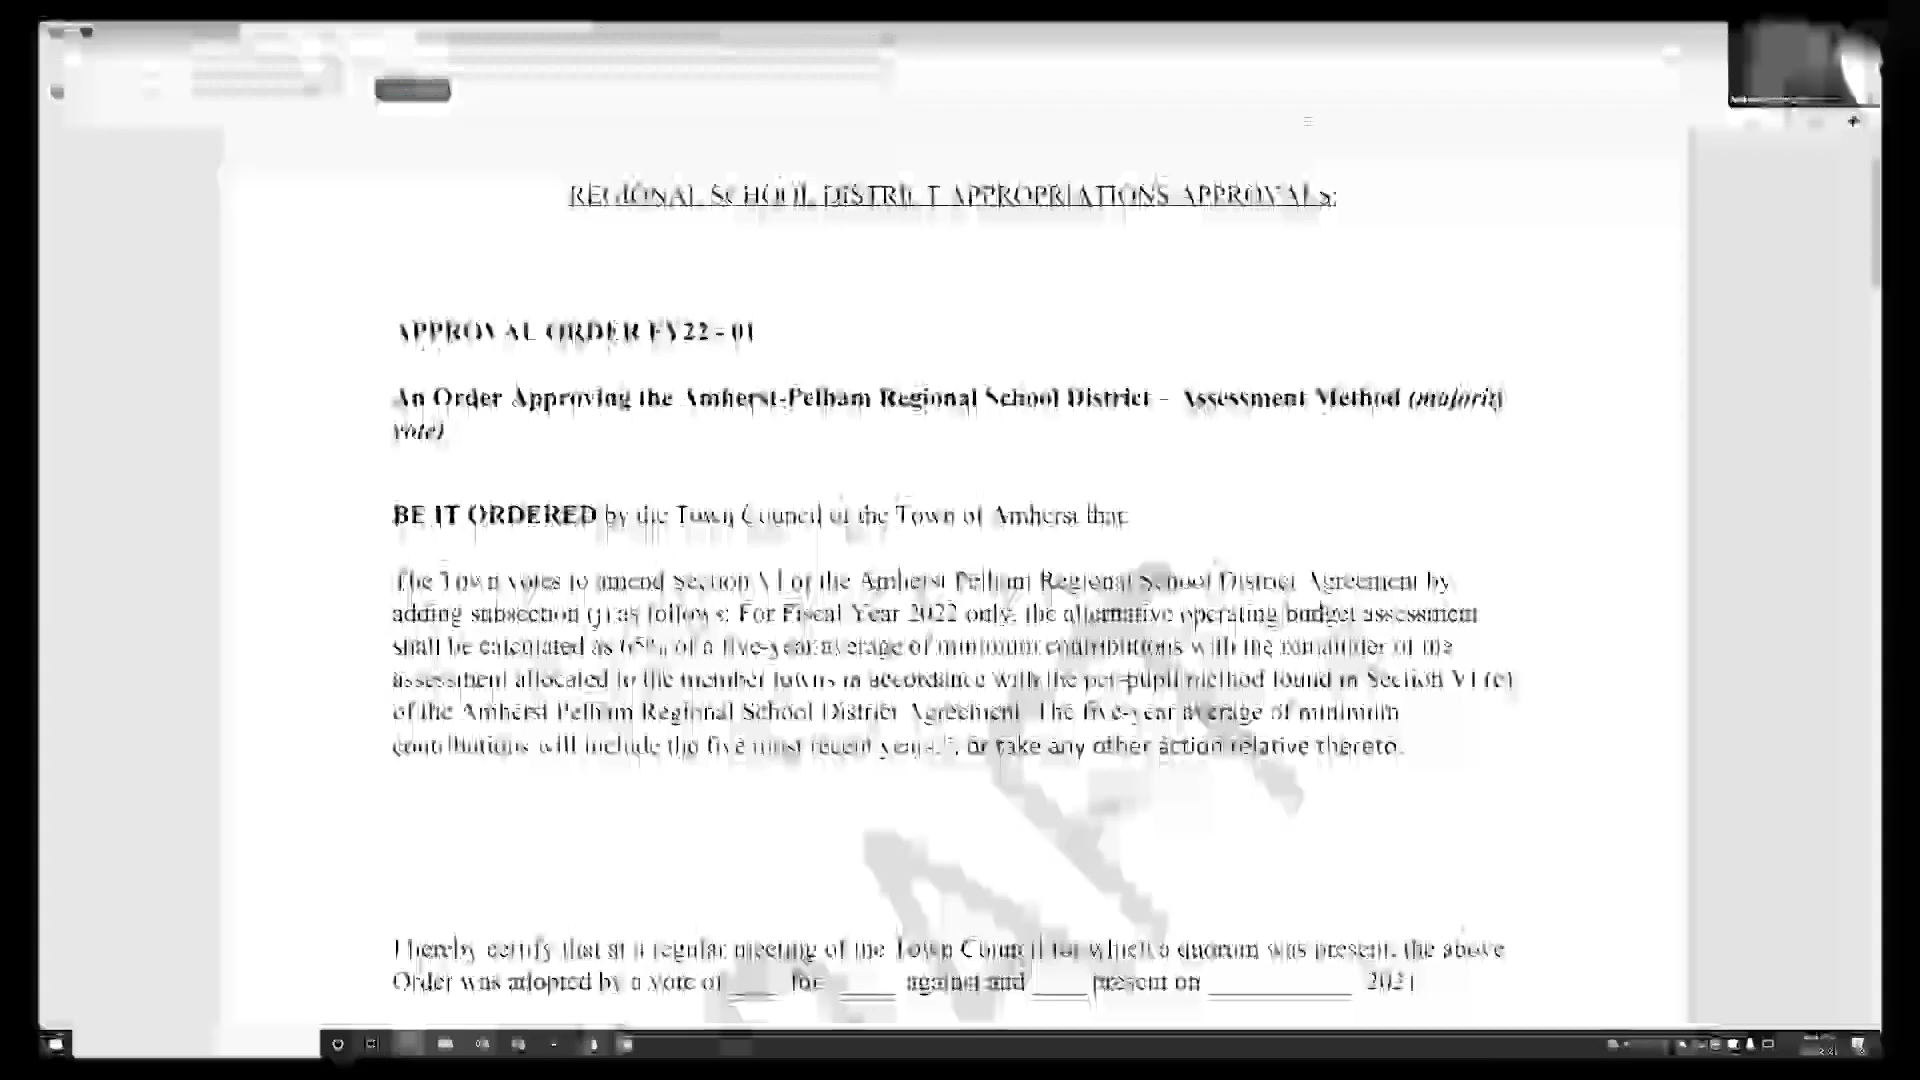 REGIONAL SCHOOL DISTRICT APPROPRIATIONS APPROVALS:
APPROVAL ORDER FY22 - 01
An Order Approving the Amherst-Pelham Regional School District – Assessment Method (majority
vote)
BE IT ORDERED by the Town Council of the Town of Amherst that:
The Town votes to amend Section VI of the Amherst Pelham Regional School District Agreement by
adding subsection (j) as follows: For Fiscal Year 2022 only, the alternative operating budget assessment
shall be calculated as 65% of a five-year average of minimum contributions with the remainder of the
assessment allocated to the member towns in accordance with the per-pupil method found in Section VI (e)
of the Amherst Pelham Regional School District Agreement. The five-year average of minimum
contributions will include the five most recent years.", or take any other action relative thereto.
I hereby certify that at a regular meeting of the Town Council for which a quorum was present, the above
Order was adopted by a vote of ____ for ____ against and ____ present on __________ 2021